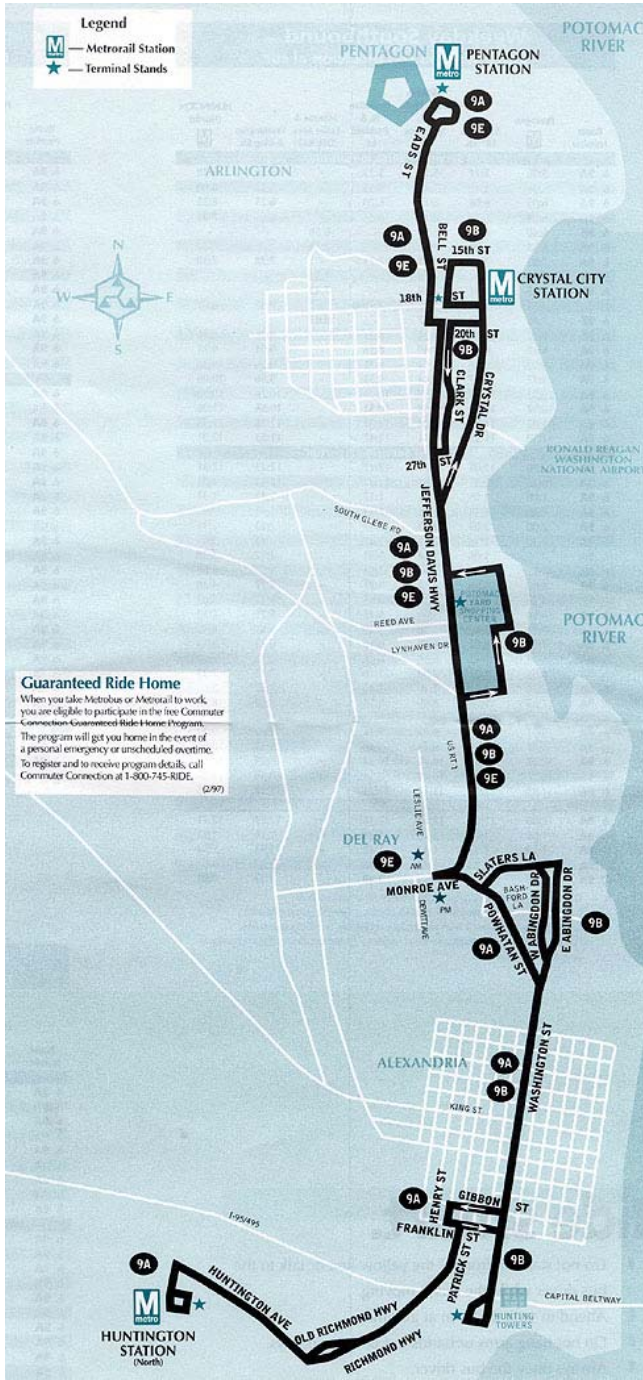 Legend
M metro — Metrorail Station
★ — Terminal Stands
PENTAGON
M metro
PENTAGON
STATION
POTOMAC
RIVER
9A
9E
EADS ST
ARLINGTON
N
W E
S
9A
9E
BELL ST
9B
15th ST
18th ST
M metro
CRYSTAL CITY
STATION
20th ST
9B
CLARK ST
CRYSTAL DR
27th ST
RONALD REAGAN
WASHINGTON
NATIONAL AIRPORT
JEFFERSON DAVIS HWY
SOUTH GLEBE RD
9A
9B
9E
POTOMAC
YARD
SHOPPING
CENTER
REED AVE
LYNHAVEN DR
9B
POTOMAC
RIVER
Guaranteed Ride Home
When you take Metrobus or Metrorail to work,
you are eligible to participate in the free Commuter
Connection Guaranteed Ride Home Program.
The program will get you home in the event of
a personal emergency or unscheduled overtime.
To register and to receive program details, call
Commuter Connection at 1-800-745-RIDE.
(2/97)
9A
9B
9E
US RT 1
LESLIE AVE
DEL RAY
9E
AM
MONROE AVE
PM
DEWITT AVE
SLATERS LA
BASH-
FORD
LA
POWHATAN ST
W ABINGDON DR
E ABINGDON DR
9A
9B
WASHINGTON ST
ALEXANDRIA
9A
9B
KING ST
9A
HENRY ST
GIBBON ST
FRANKLIN ST
PATRICK ST
9B
I-95/495
CAPITAL BELTWAY
HUNTING
TOWERS
9A
M metro
HUNTINGTON
STATION
(North)
HUNTINGTON AVE
OLD RICHMOND HWY
RICHMOND HWY